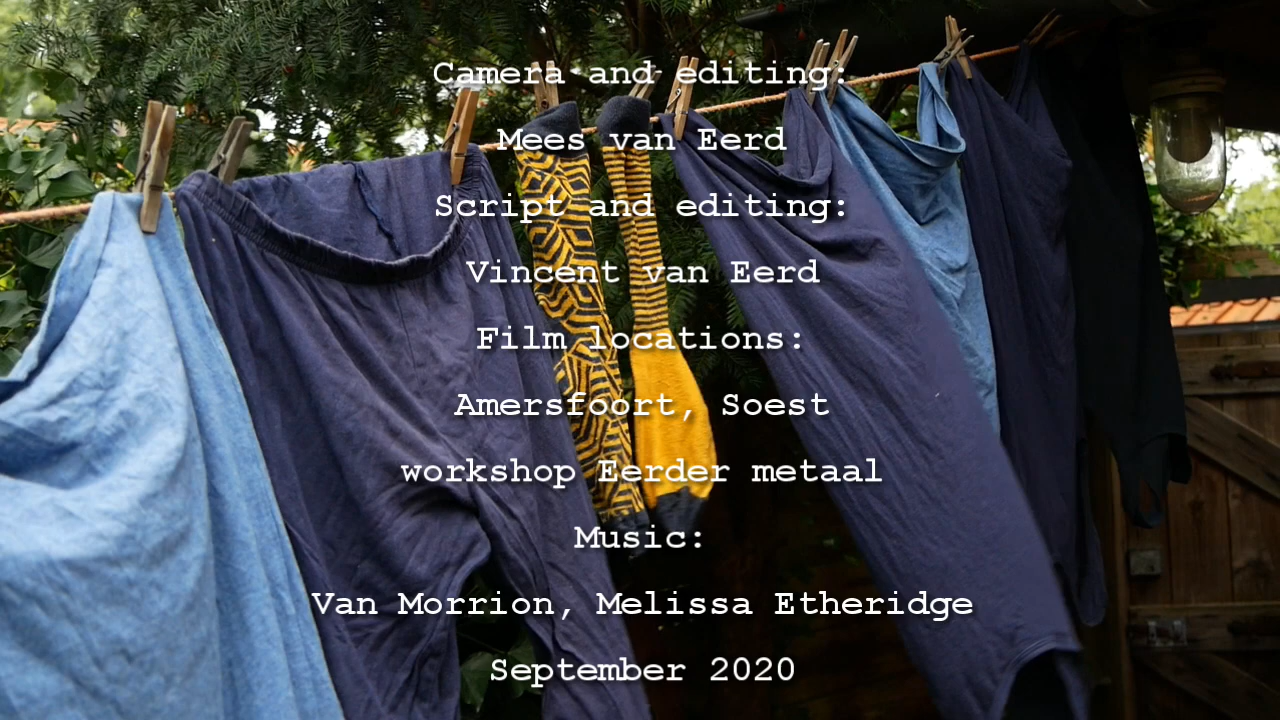 Camera and editing:
Mees van Eerd
Script and editing:
Vincent van Eerd
Film locations:
Amersfoort, Soest
workshop Eerder metaal
Music:
Van Morrion, Melissa Etheridge
September 2020